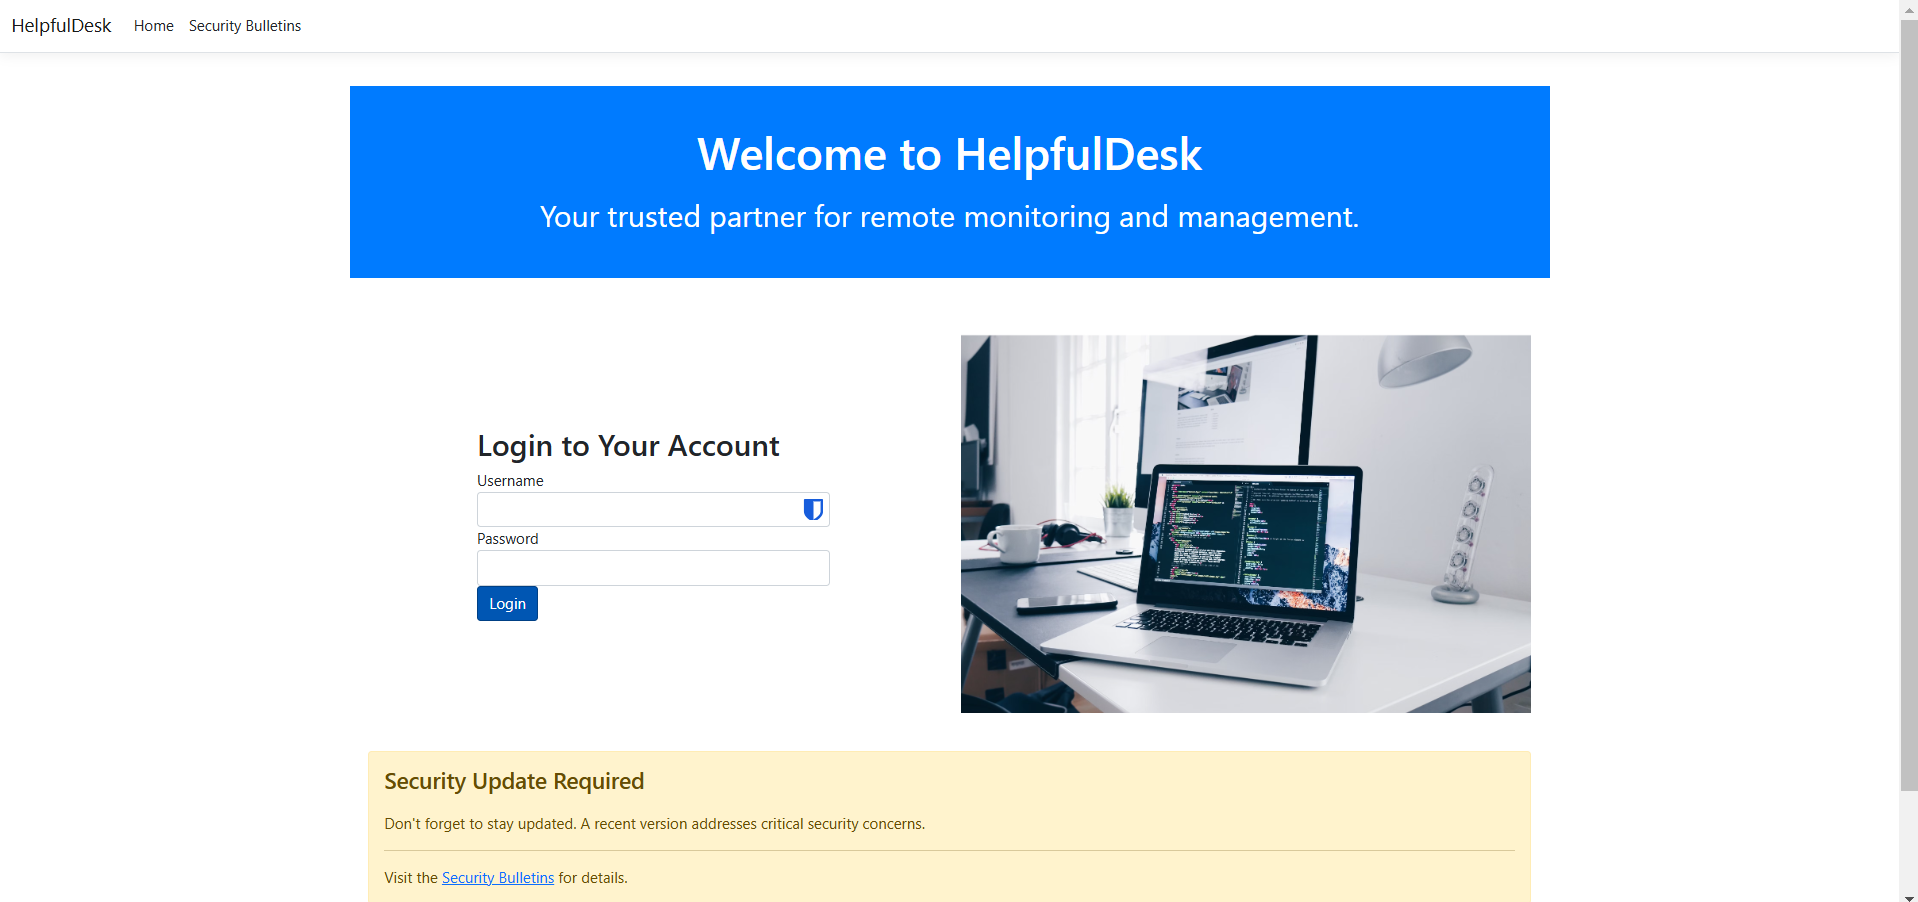 HelpfulDesk Home Security Bulletins
Welcome to HelpfulDesk
Your trusted partner for remote monitoring and management.
Login to Your Account
Username
Password
Login
Security Update Required
Don't forget to stay updated. A recent version addresses critical security concerns.
Visit the Security Bulletins for details.